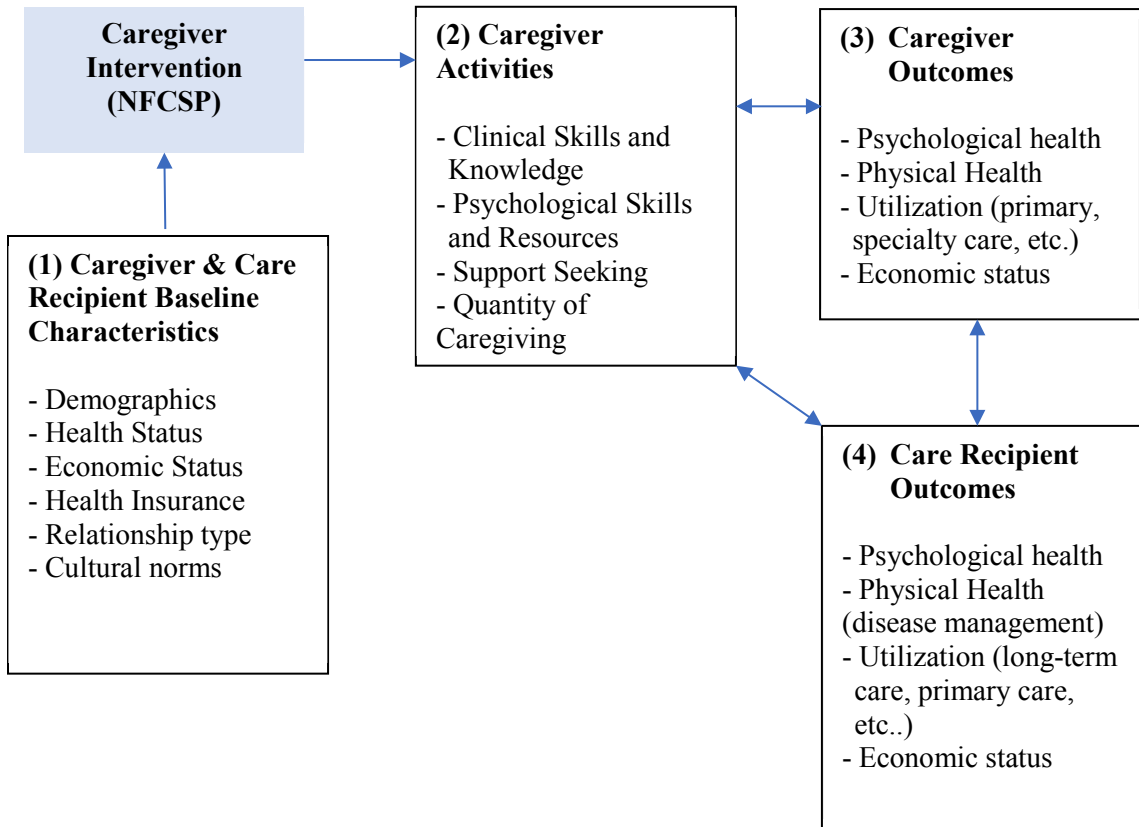 Caregiver
Intervention
(NFCSP)
(1) Caregiver & Care
Recipient Baseline
Characteristics
- Demographics
- Health Status
- Economic Status
- Health Insurance
- Relationship type
- Cultural norms
(2) Caregiver
Activities
- Clinical Skills and
Knowledge
- Psychological Skills
and Resources
- Support Seeking
- Quantity of
Caregiving
(3) Caregiver
Outcomes
- Psychological health
- Physical Health
- Utilization (primary,
specialty care, etc.)
- Economic status
(4) Care Recipient
Outcomes
- Psychological health
- Physical Health
(disease management)
- Utilization (long-term
care, primary care,
etc..)
- Economic status